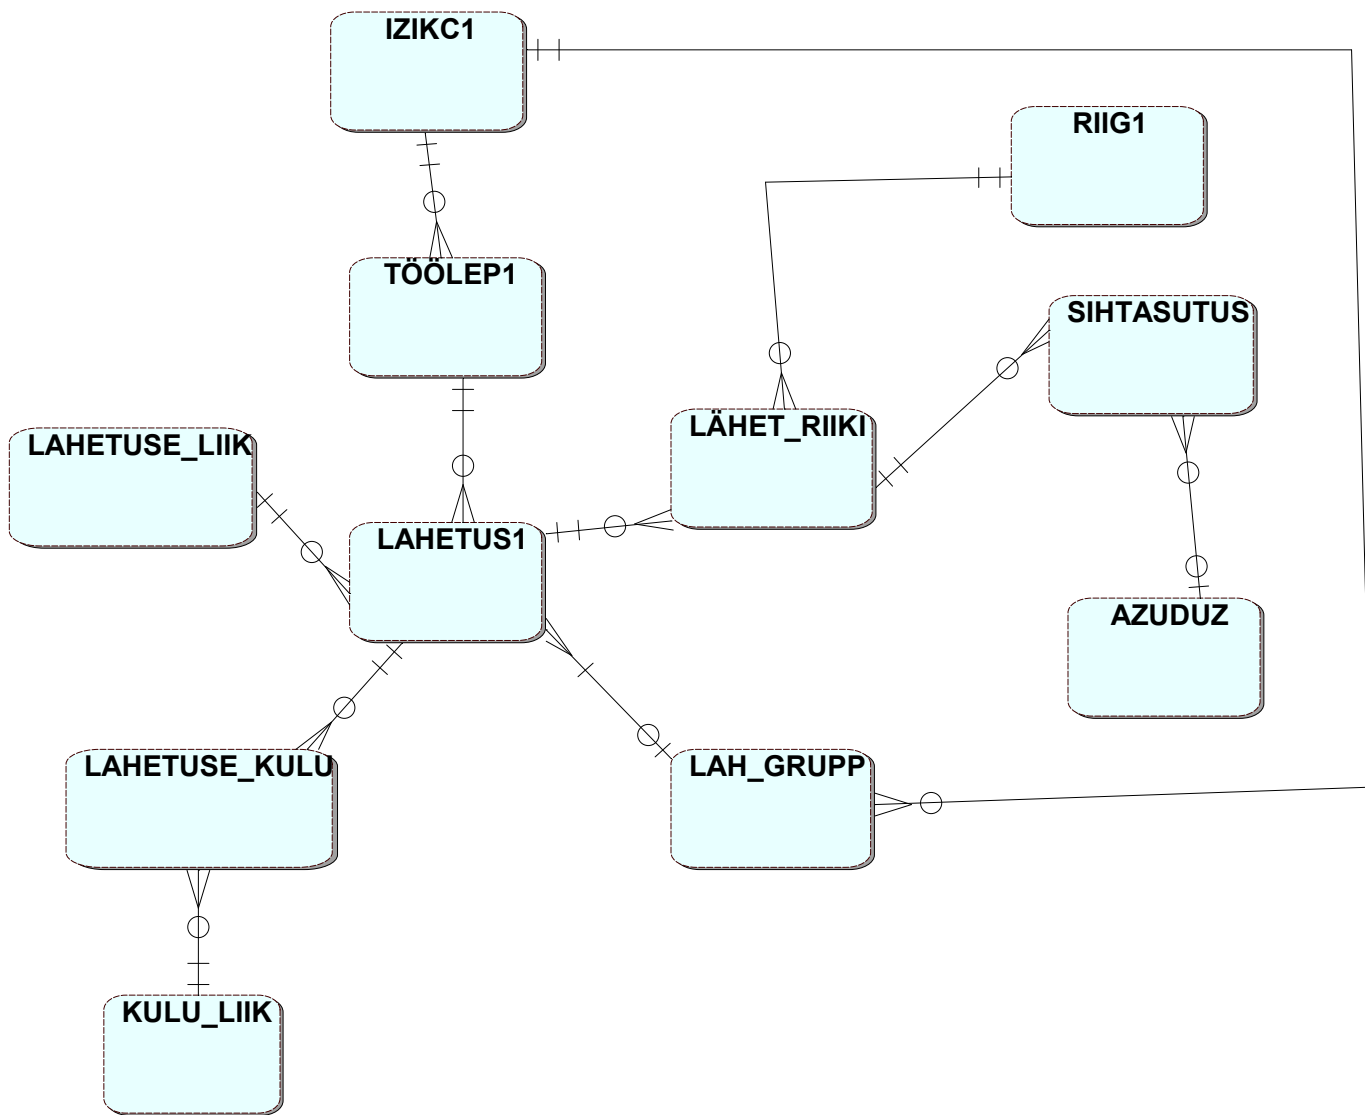 IZIKC1
RIIG1
TÖÖLEP1
SIHTASUTUS
LÄHET_RIIKI
LAHETUSE_LIIK
LAHETUS1
AZUDUZ
LAHETUSE_KULU
LAH_GRUPP
KULU_LIIK